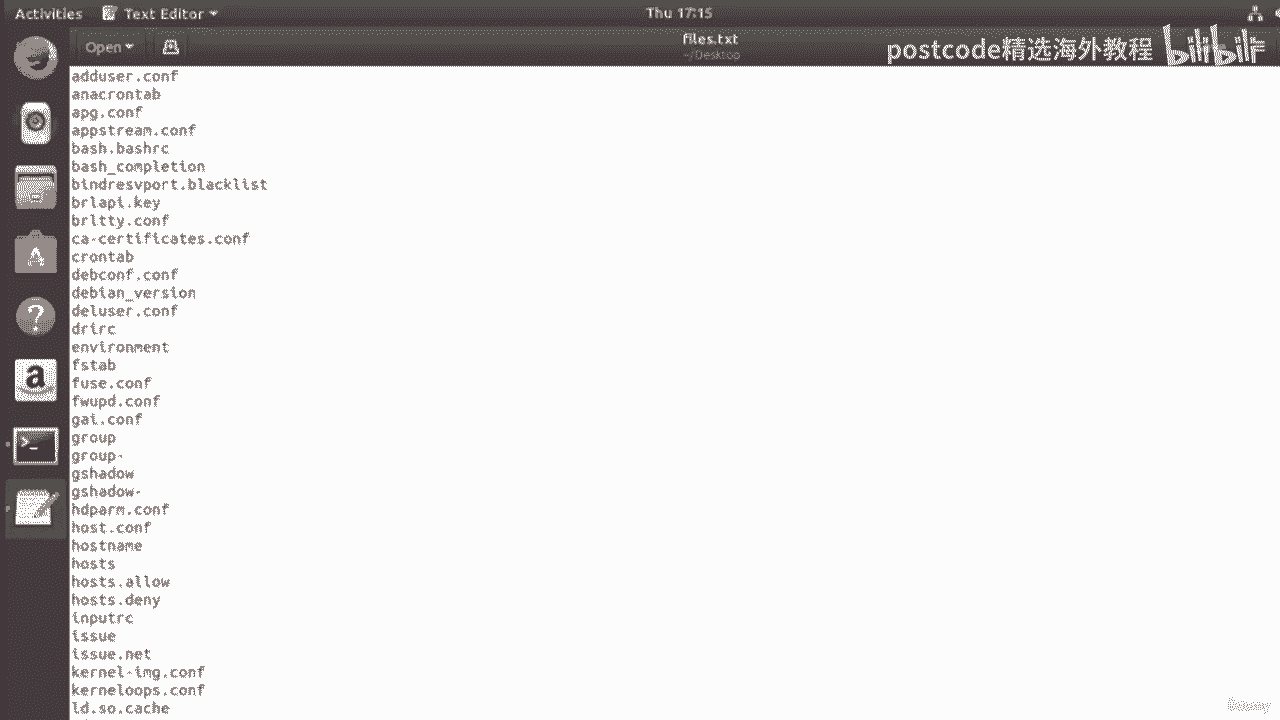 Activities Text Editor Thu 17:15
Open files.txt
~/Desktop
postcode精选海外教程 bilibili
adduser.conf
anacrontab
apg.conf
appstream.conf
bash.bashrc
bash_completion
bindresvport.blacklist
brlapi.key
brltty.conf
ca-certificates.conf
crontab
debconf.conf
debian_version
deluser.conf
drirc
environment
fstab
fuse.conf
fwupd.conf
gai.conf
group
group-
gshadow
gshadow-
hdparm.conf
host.conf
hostname
hosts
hosts.allow
hosts.deny
inputrc
issue
issue.net
kernel-img.conf
kerneloops.conf
ld.so.cache
Udemy